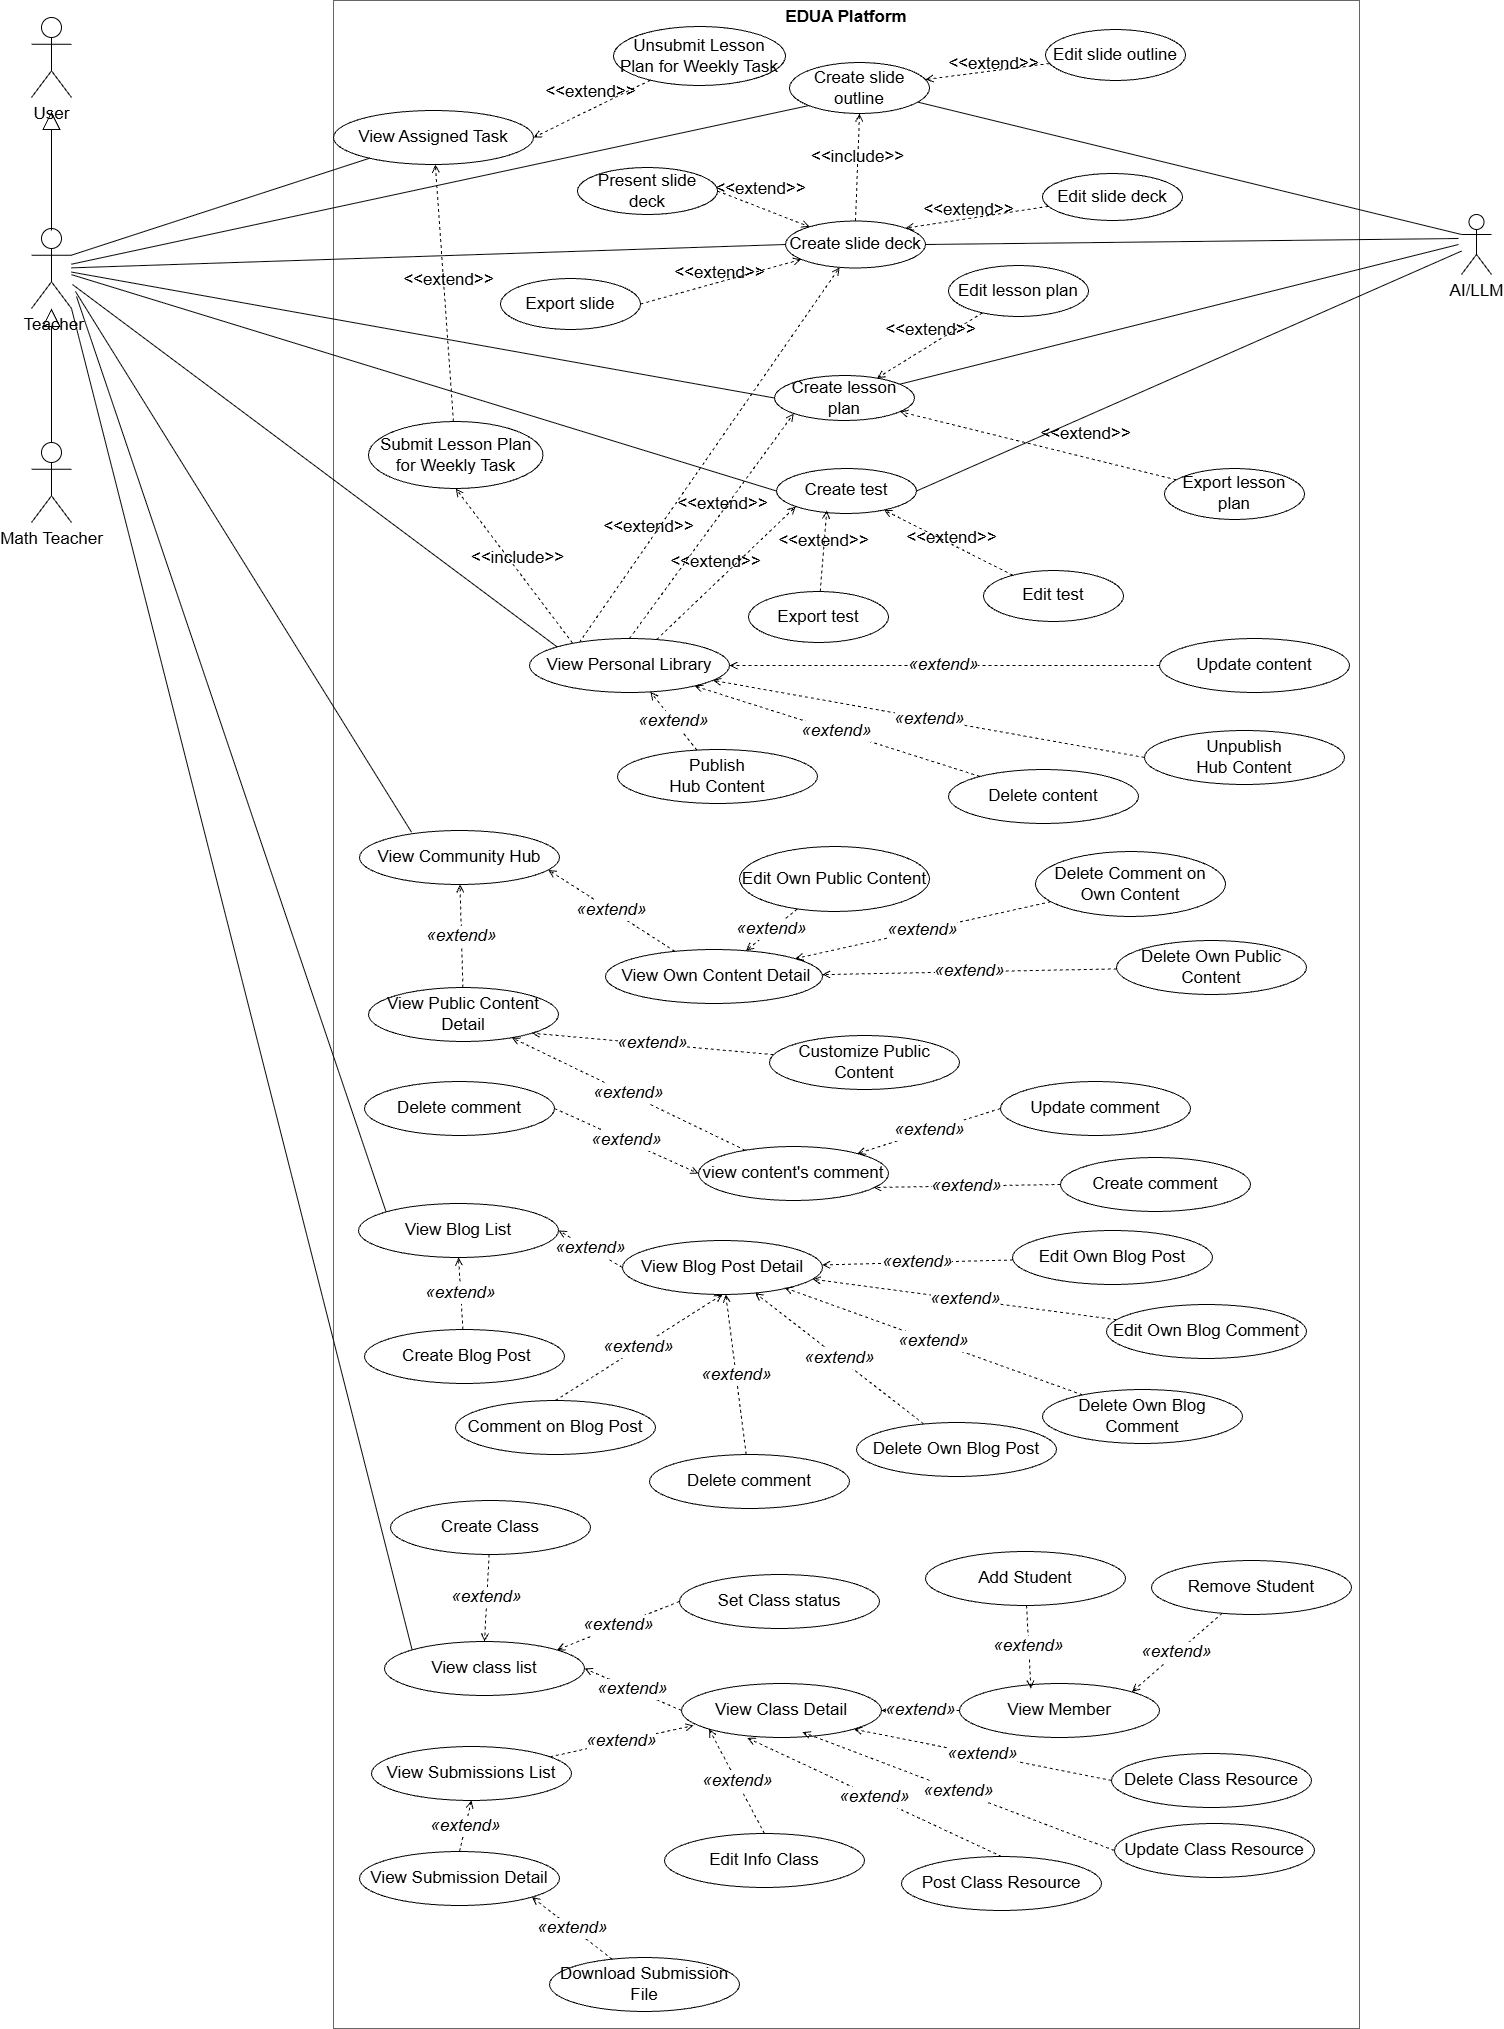 EDUA Platform
User
Unsubmit Lesson
Plan for Weekly Task
<<extend>>
Create slide
outline
<<extend>>
Edit slide outline
View Assigned Task
<<include>>
Present slide
deck
<<extend>>
Edit slide deck
<<extend>>
Create slide deck
<<extend>>
<<extend>>
Export slide
Edit lesson plan
AI/LLM
Teacher
<<extend>>
Create lesson
plan
Submit Lesson Plan
for Weekly Task
<<extend>>
Create test
Export lesson
plan
<<extend>>
<<extend>>
Math Teacher
<<include>>
<<extend>>
<<extend>>
<<extend>>
Export test
Edit test
View Personal Library
«extend»
Update content
«extend»
«extend»
«extend»
Publish
Hub Content
Unpublish
Hub Content
Delete content
View Community Hub
Edit Own Public Content
Delete Comment on
Own Content
«extend»
«extend»
«extend»
«extend»
View Own Content Detail
«extend»
Delete Own Public
Content
View Public Content
Detail
«extend»
Customize Public
Content
«extend»
Delete comment
Update comment
«extend»
«extend»
view content's comment
«extend»
Create comment
View Blog List
«extend»
View Blog Post Detail
«extend»
Edit Own Blog Post
«extend»
«extend»
Edit Own Blog Comment
Create Blog Post
«extend»
«extend»
«extend»
«extend»
Comment on Blog Post
Delete Own Blog
Comment
Delete Own Blog Post
Delete comment
Create Class
Add Student
Remove Student
«extend»
Set Class status
«extend»
«extend»
«extend»
View class list
«extend»
View Class Detail
«extend»
View Member
«extend»
«extend»
View Submissions List
«extend»
Delete Class Resource
«extend»
«extend»
«extend»
Update Class Resource
Edit Info Class
View Submission Detail
Post Class Resource
«extend»
Download Submission
File